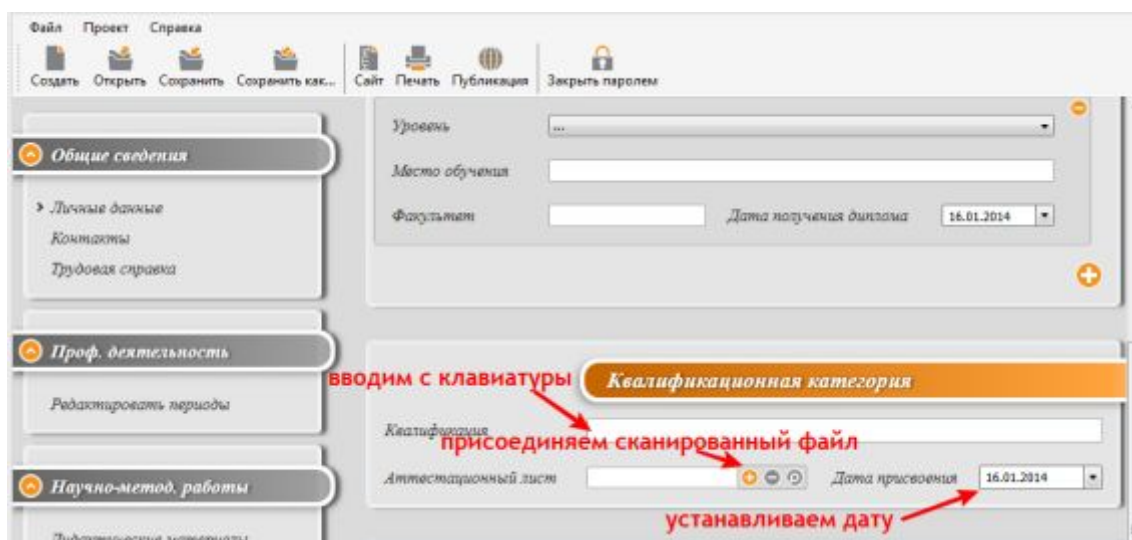 Файл Проект Справка
Создать Открыть Сохранить Сохранить как... Сайт Печать Публикация Закрыть паролем
Уровень ...
Общие сведения
Место обучения
Личные данные
Факультет Дата получения диплома 16.01.2014
Контакты
Трудовая справка
Проф. деятельность
вводим с клавиатуры Квалификационная категория
Редактировать периоды
Квалификация
присоединяем сканированный файл
Научно-метод. работы
Аттестационный лист Дата присвоения 16.01.2014
устанавливаем дату
Дидактические материалы